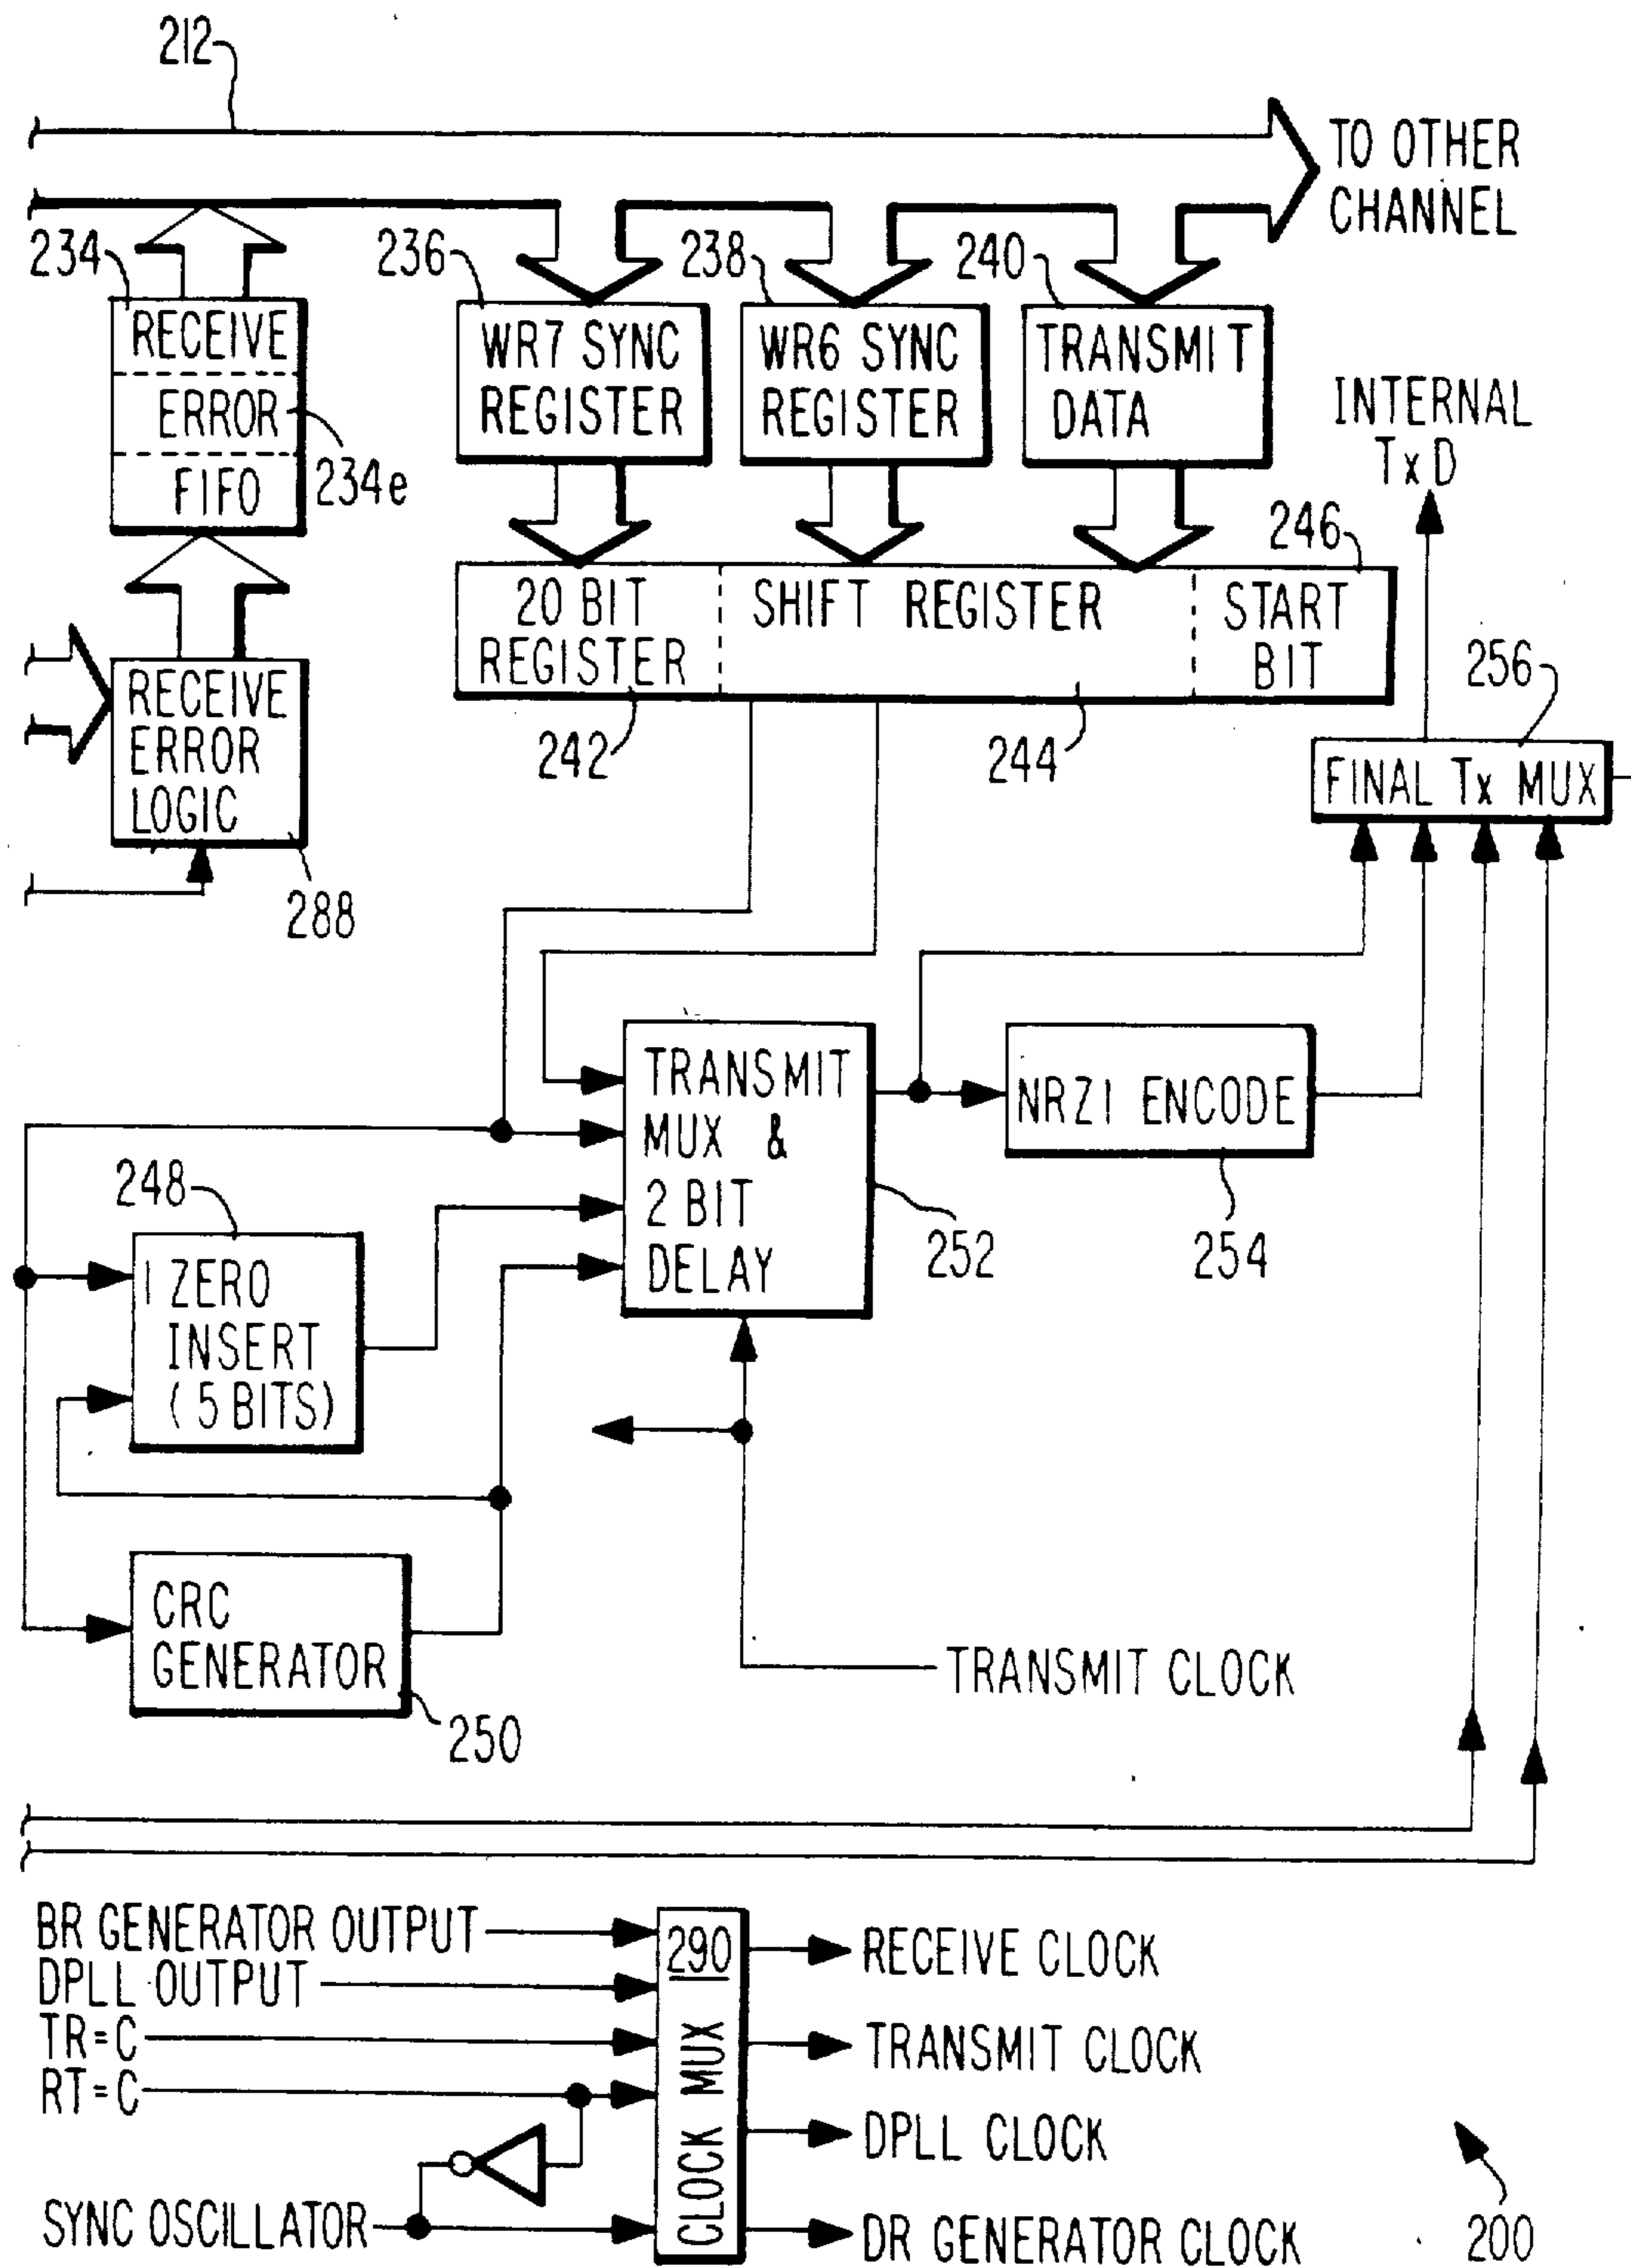 212
TO OTHER
CHANNEL
234
236
238
240
RECEIVE
ERROR
FIFO
234e
WR7 SYNC
REGISTER
WR6 SYNC
REGISTER
TRANSMIT
DATA
INTERNAL
TxD
246
20 BIT
REGISTER
SHIFT REGISTER
START
BIT
242
244
256
RECEIVE
ERROR
LOGIC
288
FINAL Tx MUX
TRANSMIT
MUX &
2 BIT
DELAY
252
NRZI ENCODE
254
248
1 ZERO
INSERT
(5 BITS)
CRC
GENERATOR
250
TRANSMIT CLOCK
BR GENERATOR OUTPUT
DPLL OUTPUT
TR=C
RT=C
SYNC OSCILLATOR
290
CLOCK MUX
RECEIVE CLOCK
TRANSMIT CLOCK
DPLL CLOCK
DR GENERATOR CLOCK
200